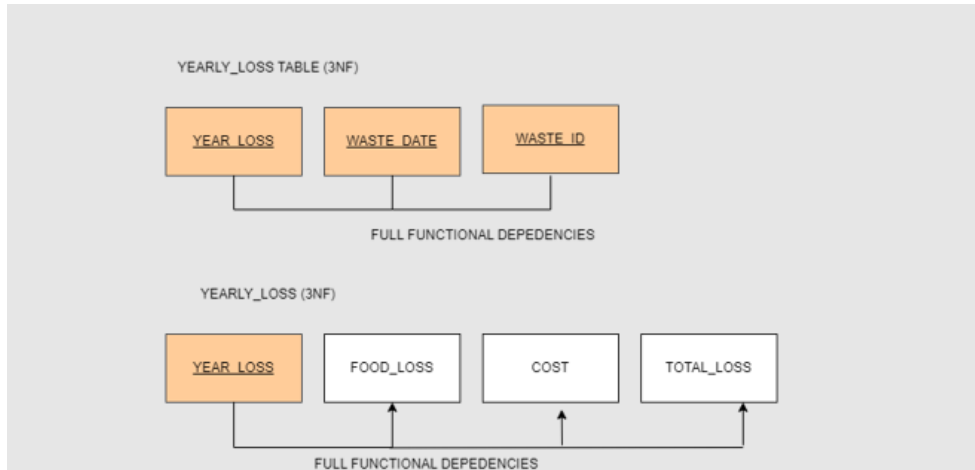 YEARLY_LOSS TABLE (3NF)
YEAR_LOSS WASTE_DATE WASTE_ID
FULL FUNCTIONAL DEPEDENCIES
YEARLY_LOSS (3NF)
YEAR_LOSS FOOD_LOSS COST TOTAL_LOSS
FULL FUNCTIONAL DEPEDENCIES